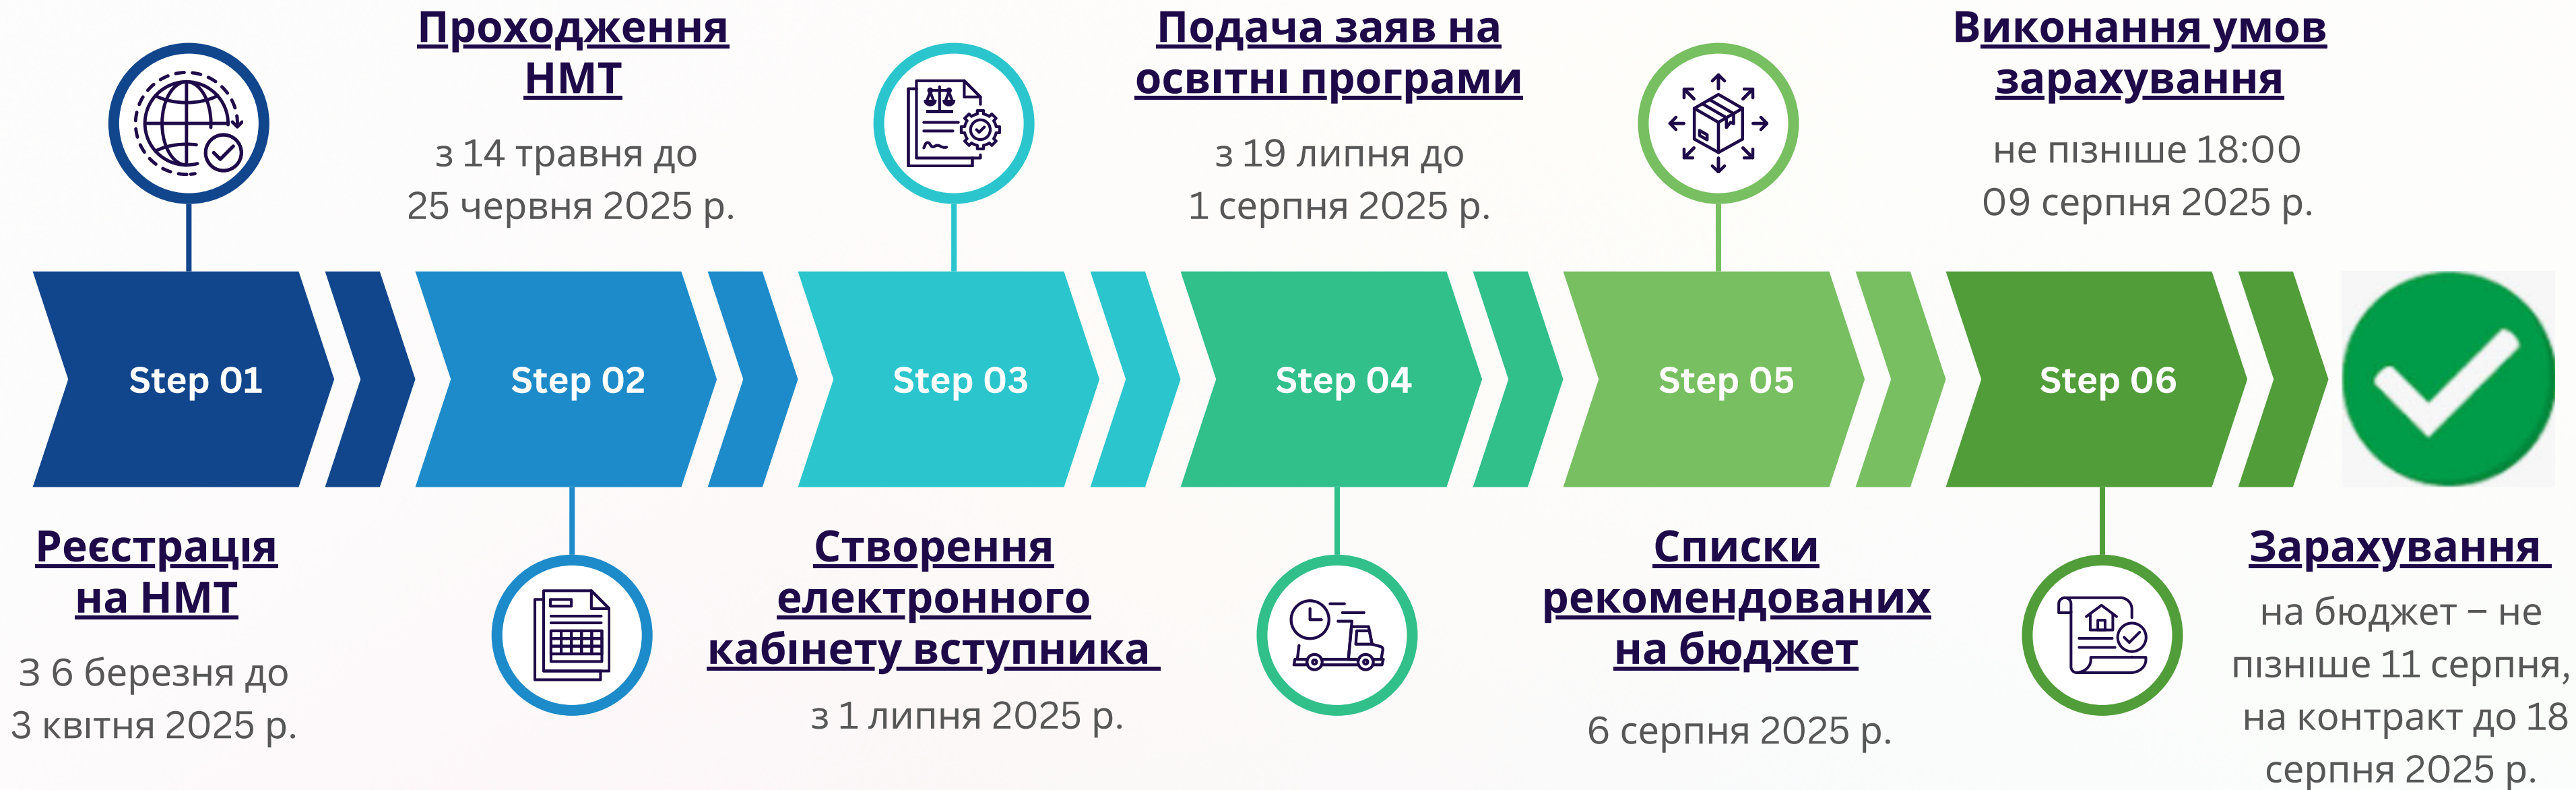 Проходження
НМТ
з 14 травня до
25 червня 2025 р.
Подача заяв на
освітні програми
з 19 липня до
1 серпня 2025 р.
Виконання умов
зарахування
не пізніше 18:00
09 серпня 2025 р.
Step 01
Step 02
Step 03
Step 04
Step 05
Step 06
Реєстрація
на НМТ
З 6 березня до
3 квітня 2025 р.
Створення
електронного
кабінету вступника
з 1 липня 2025 р.
Списки
рекомендованих
на бюджет
6 серпня 2025 р.
Зарахування
на бюджет – не
пізніше 11 серпня,
на контракт до 18
серпня 2025 р.